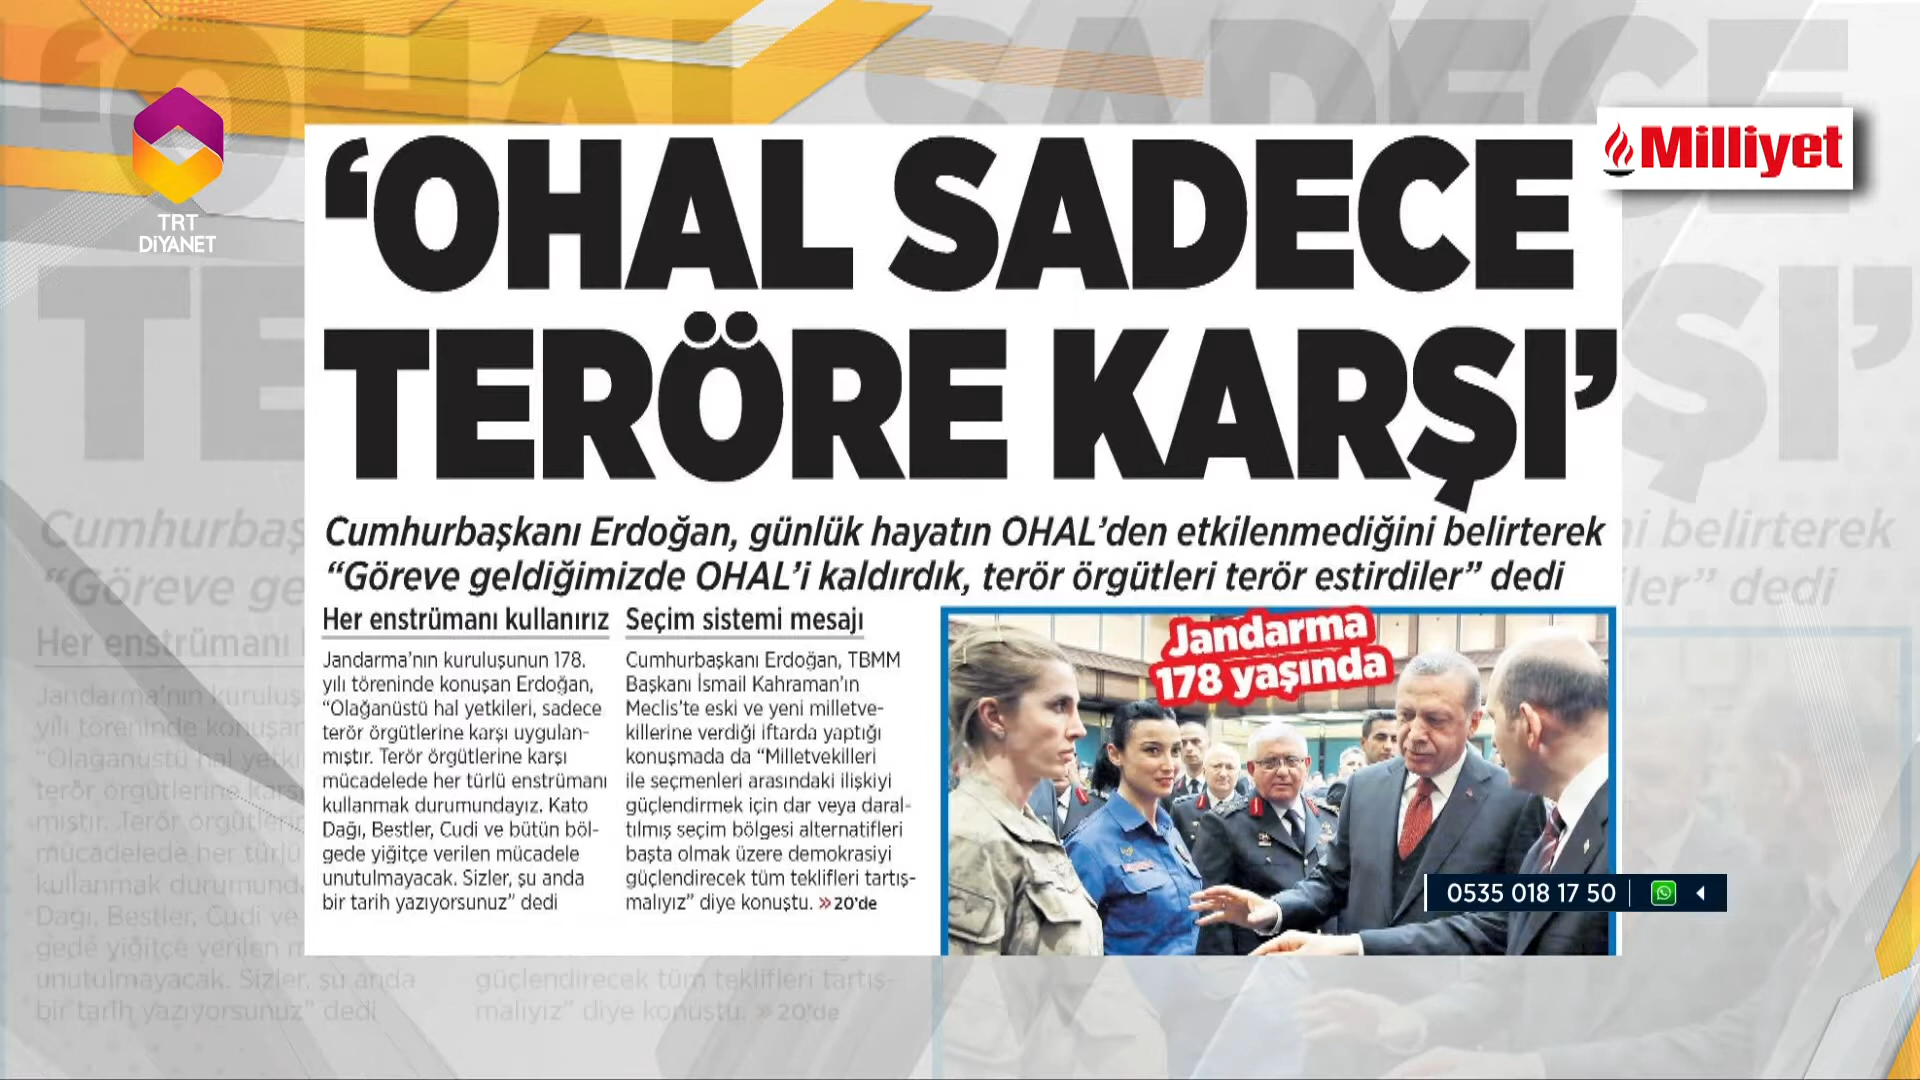 TRT
DİYANET
Milliyet
‘OHAL SADECE
TERÖRE KARŞI’
Cumhurbaşkanı Erdoğan, günlük hayatın OHAL’den etkilenmediğini belirterek
“Göreve geldiğimizde OHAL’i kaldırdık, terör örgütleri terör estirdiler” dedi
Her enstrümanı kullanırız
Jandarma’nın kuruluşunun 178.
yılı töreninde konuşan Erdoğan,
“Olağanüstü hal yetkileri, sadece
terör örgütlerine karşı uygulan-
mıştır. Terör örgütlerine karşı
mücadelede her türlü enstrümanı
kullanmak durumundayız. Kato
Dağı, Bestler, Cudi ve bütün böl-
gede yiğitçe verilen mücadele
unutulmayacak. Sizler, şu anda
bir tarih yazıyorsunuz” dedi
Seçim sistemi mesajı
Cumhurbaşkanı Erdoğan, TBMM
Başkanı İsmail Kahraman’ın
Meclis’te eski ve yeni milletve-
killerine verdiği iftarda yaptığı
konuşmada da “Milletvekilleri
ile seçmenleri arasındaki ilişkiyi
güçlendirmek için dar veya daral-
tılmış seçim bölgesi alternatifleri
başta olmak üzere demokrasiyi
güçlendirecek tüm teklifleri tartış-
malıyız” diye konuştu. » 20’de
Jandarma
178 yaşında
0535 018 17 50